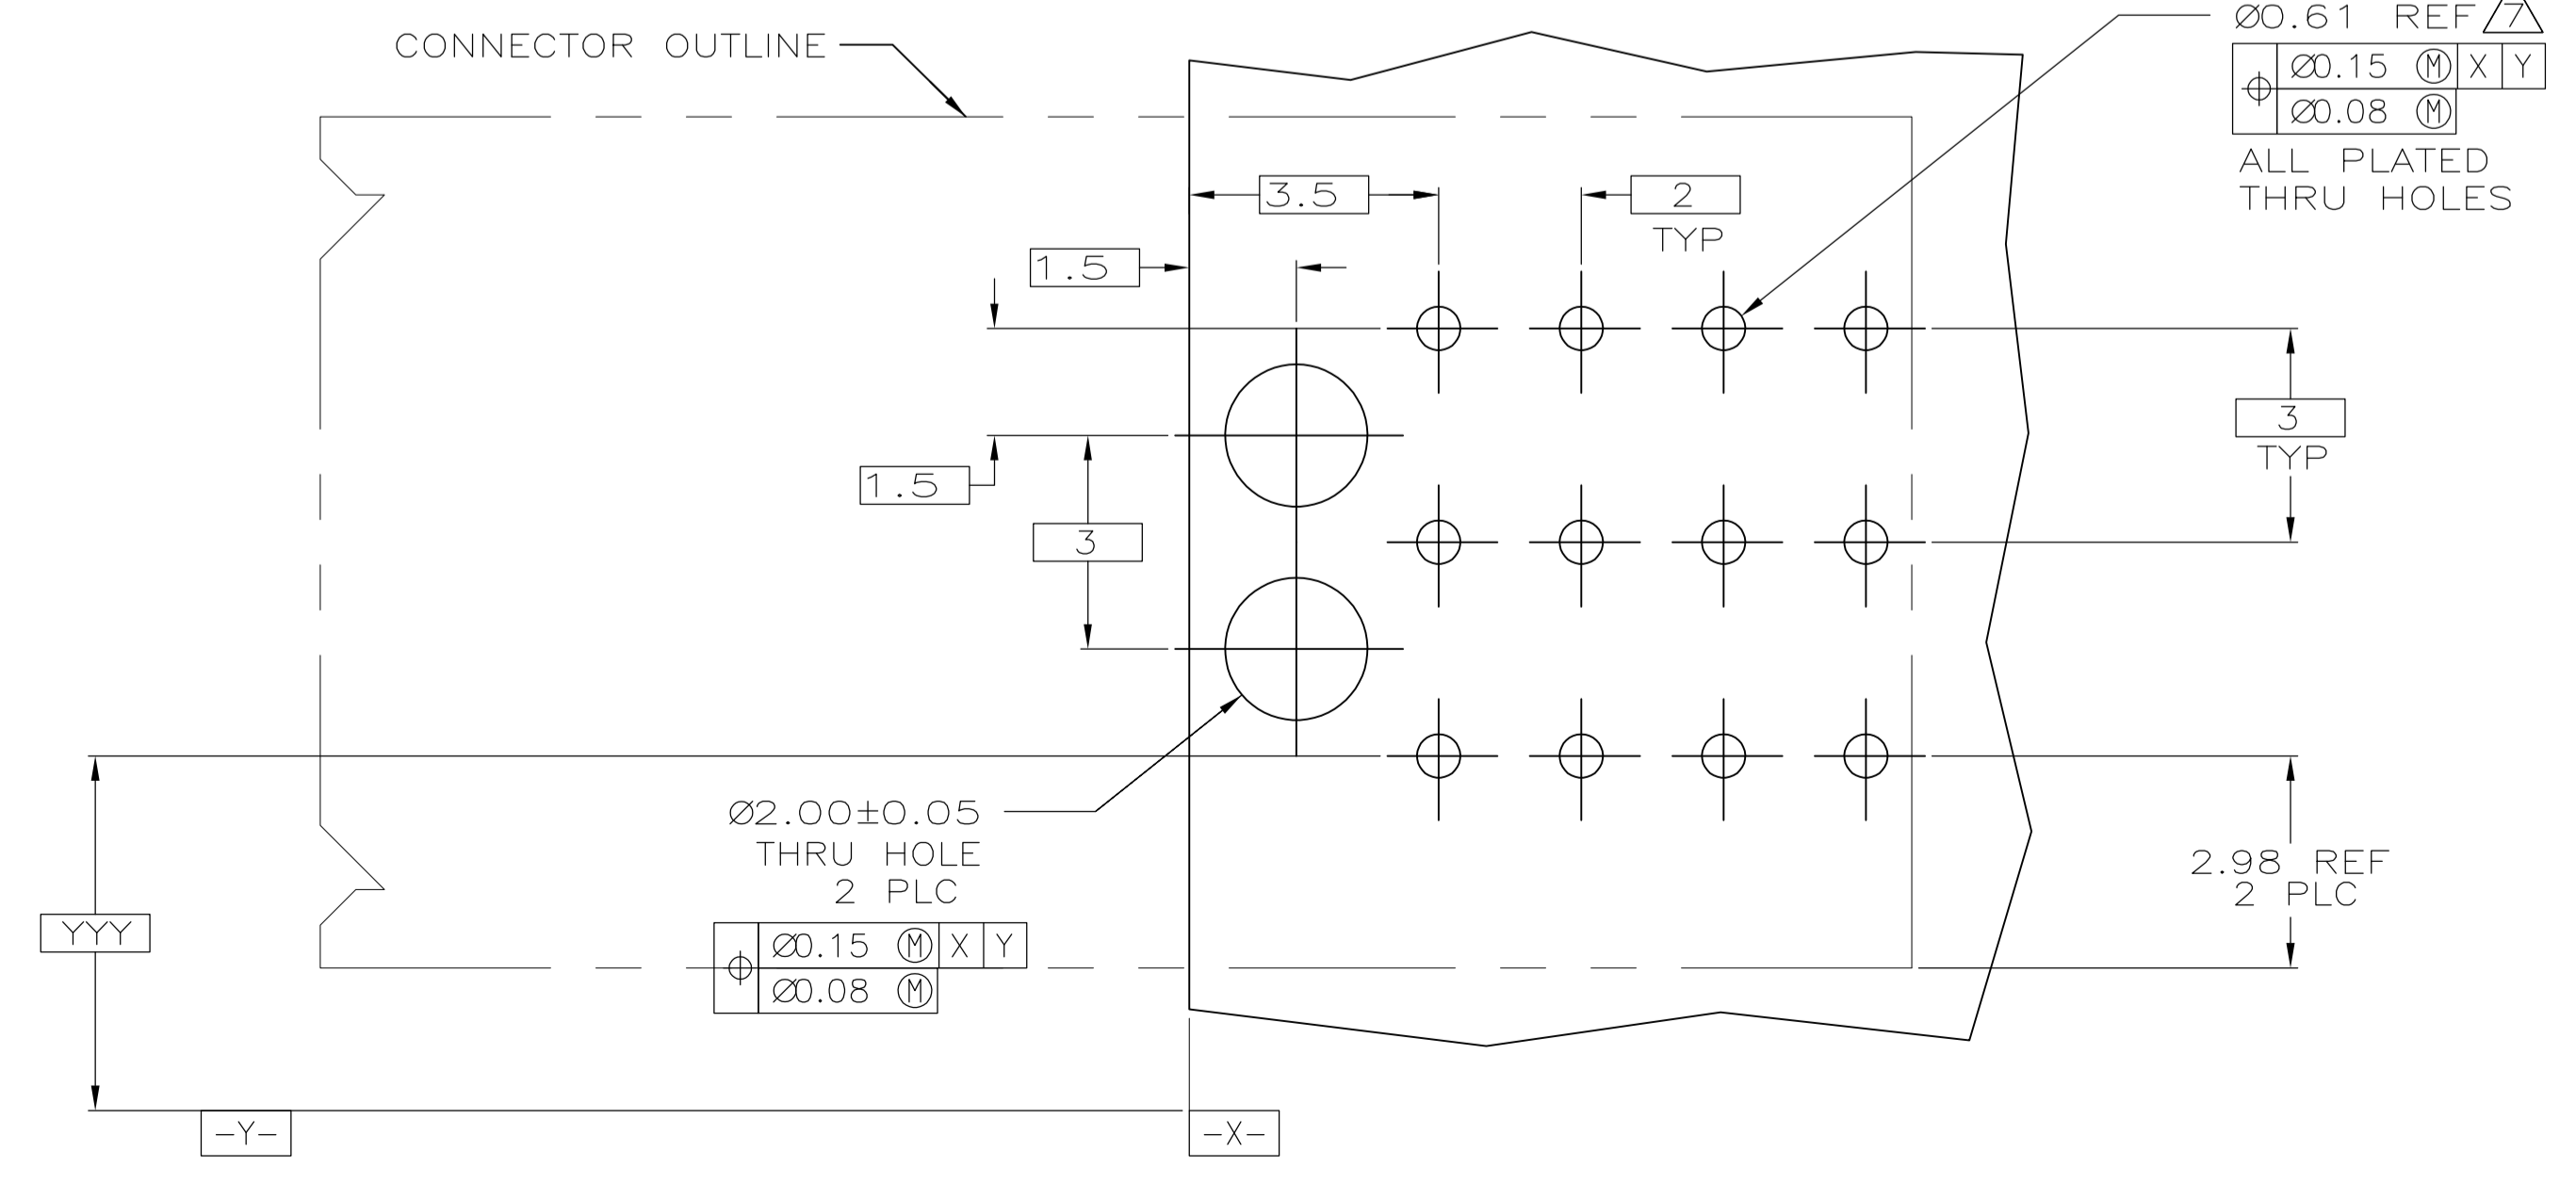 CONNECTOR OUTLINE
Ø0.61 REF 7
Ø0.15 Ⓜ X Y
Ø0.08 Ⓜ
ALL PLATED
THRU HOLES
3.5
2
TYP
1.5
3
TYP
1.5
3
Ø2.00±0.05
THRU HOLE
2 PLC
Ø0.15 Ⓜ X Y
Ø0.08 Ⓜ
2.98 REF
2 PLC
YYY
-Y-
-X-